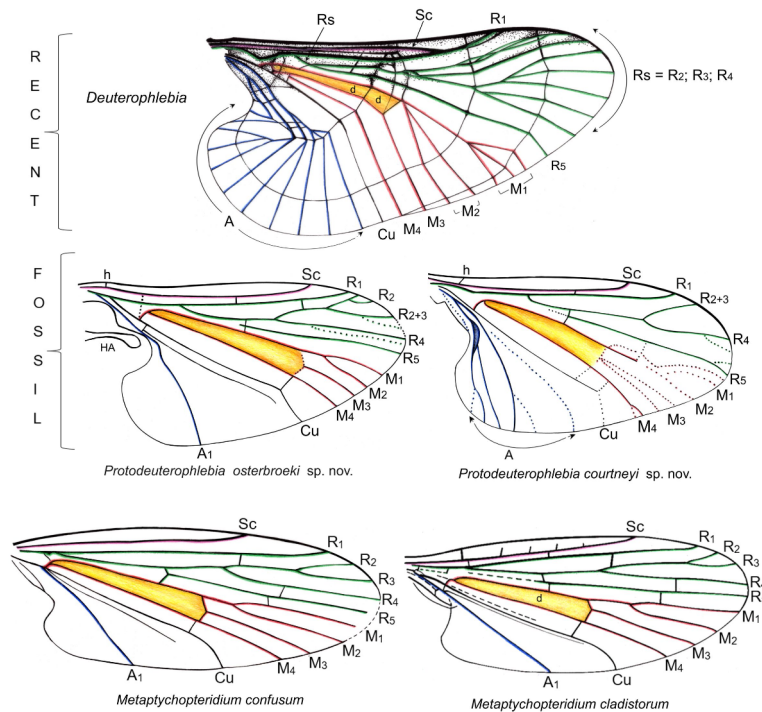 RECENT
Deuterophlebia
Rs
Sc
R1
Rs = R2; R3; R4
d
d
R5
M1
M2
M3
M4
Cu
A
FOSSIL
h
Sc
R1
R2
R2+3
R4
R5
M1
M2
M3
M4
Cu
A1
HA
Protodeuterophlebia osterbroeki sp. nov.
h
Sc
R1
R2+3
R4
R5
M1
M2
M3
M4
Cu
A
Protodeuterophlebia courtneyi sp. nov.
Sc
R1
R2
R3
R4
R5
M1
M2
M3
M4
Cu
A1
Metaptychopteridium confusum
Sc
R1
R2
R3
d
M1
M2
M3
M4
Cu
A1
Metaptychopteridium cladistorum